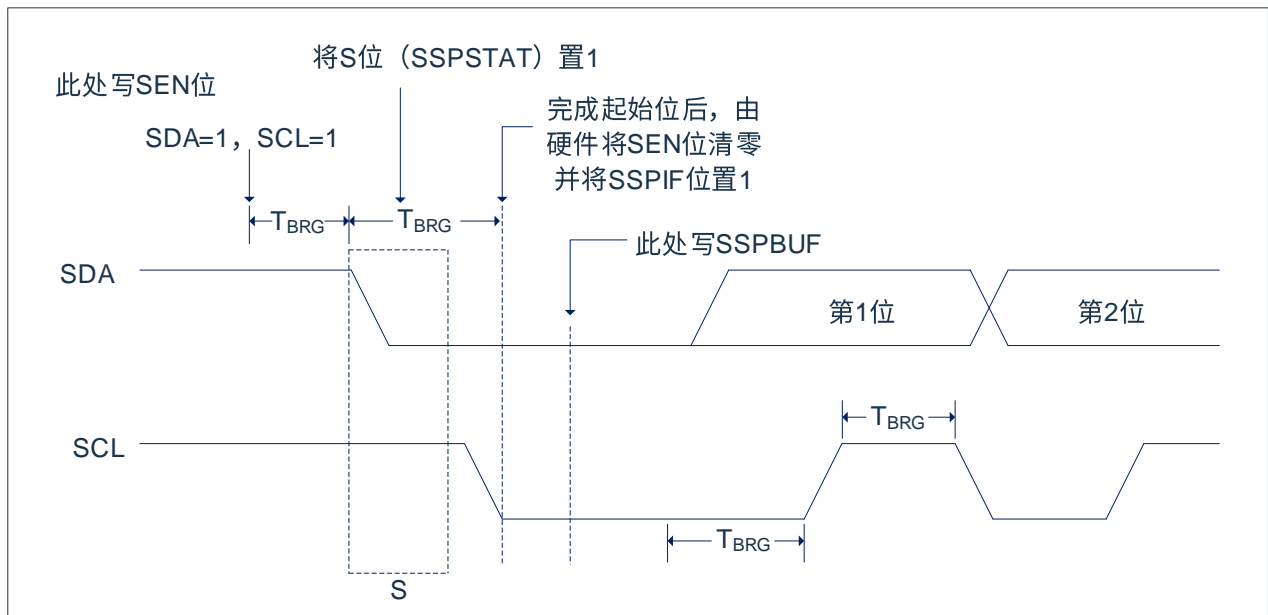 将S位（SSPSTAT）置1
此处写SEN位
完成起始位后，由
硬件将SEN位清零
并将SSPIF位置1
SDA=1，SCL=1
TBRG
TBRG
此处写SSPBUF
SDA
第1位
第2位
TBRG
SCL
TBRG
S